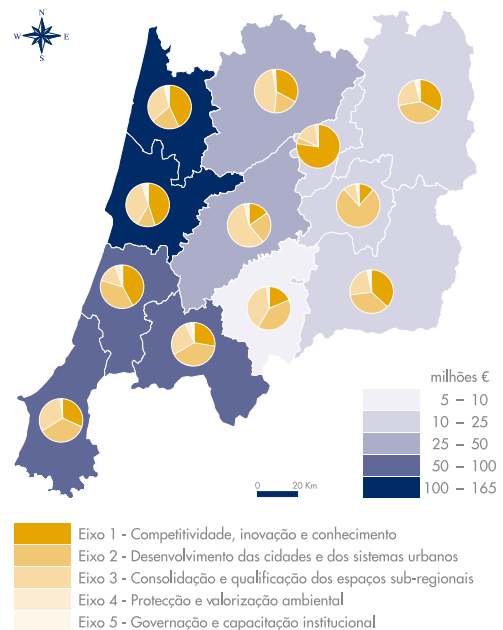 N
W E
S
milhões €
5 – 10
10 – 25
25 – 50
50 – 100
100 – 165
0 20 Km
Eixo 1 - Competitividade, inovação e conhecimento
Eixo 2 - Desenvolvimento das cidades e dos sistemas urbanos
Eixo 3 - Consolidação e qualificação dos espaços sub-regionais
Eixo 4 - Protecção e valorização ambiental
Eixo 5 - Governação e capacitação institucional